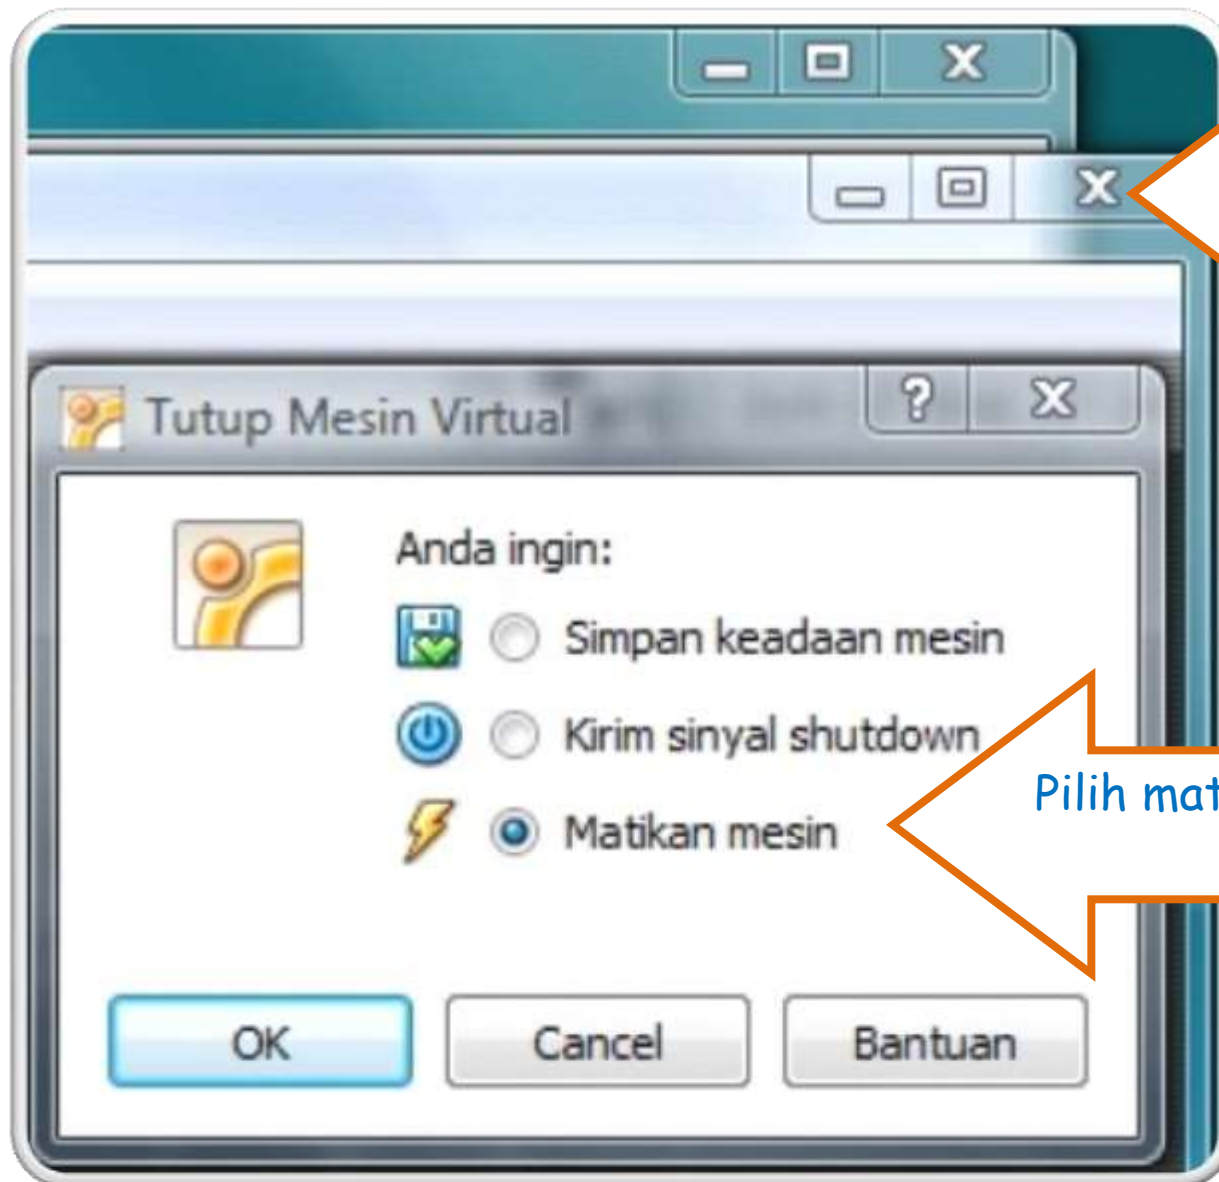 Tutup Mesin Virtual
Anda ingin:
Simpan keadaan mesin
Kirim sinyal shutdown
Matikan mesin
Pilih mat
OK
Cancel
Bantuan